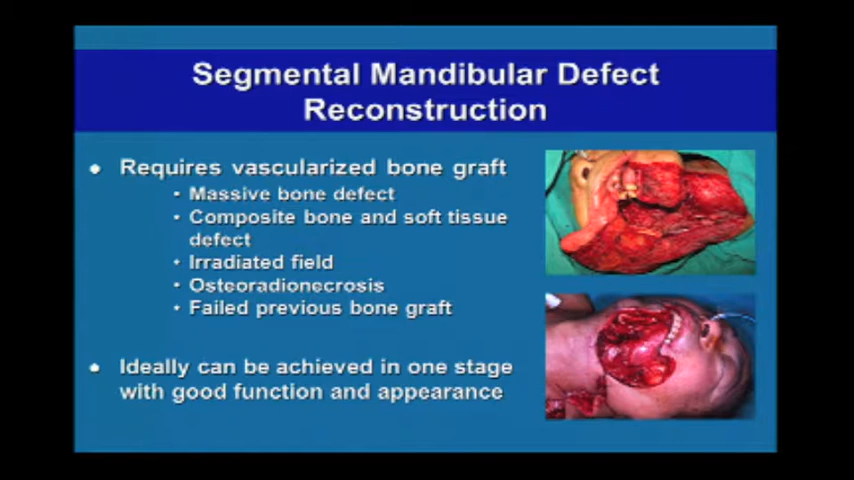 Segmental Mandibular Defect
Reconstruction
• Requires vascularized bone graft
• Massive bone defect
• Composite bone and soft tissue
defect
• Irradiated field
• Osteoradionecrosis
• Failed previous bone graft
• Ideally can be achieved in one stage
with good function and appearance